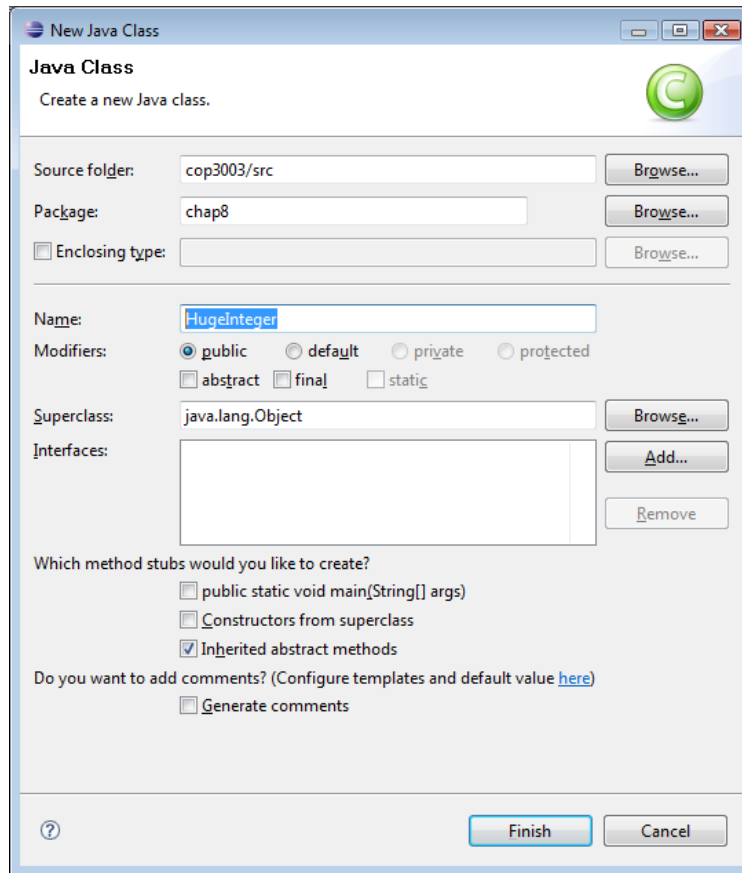 New Java Class
Java Class
Create a new Java class.
C
Source folder: cop3003/src Browse...
Package: chap8 Browse...
Enclosing type: Browse...
Name: HugeInteger
Modifiers: public default private protected
abstract final static
Superclass: java.lang.Object Browse...
Interfaces: Add...
Remove
Which method stubs would you like to create?
public static void main(String[] args)
Constructors from superclass
Inherited abstract methods
Do you want to add comments? (Configure templates and default value here)
Generate comments
? Finish Cancel